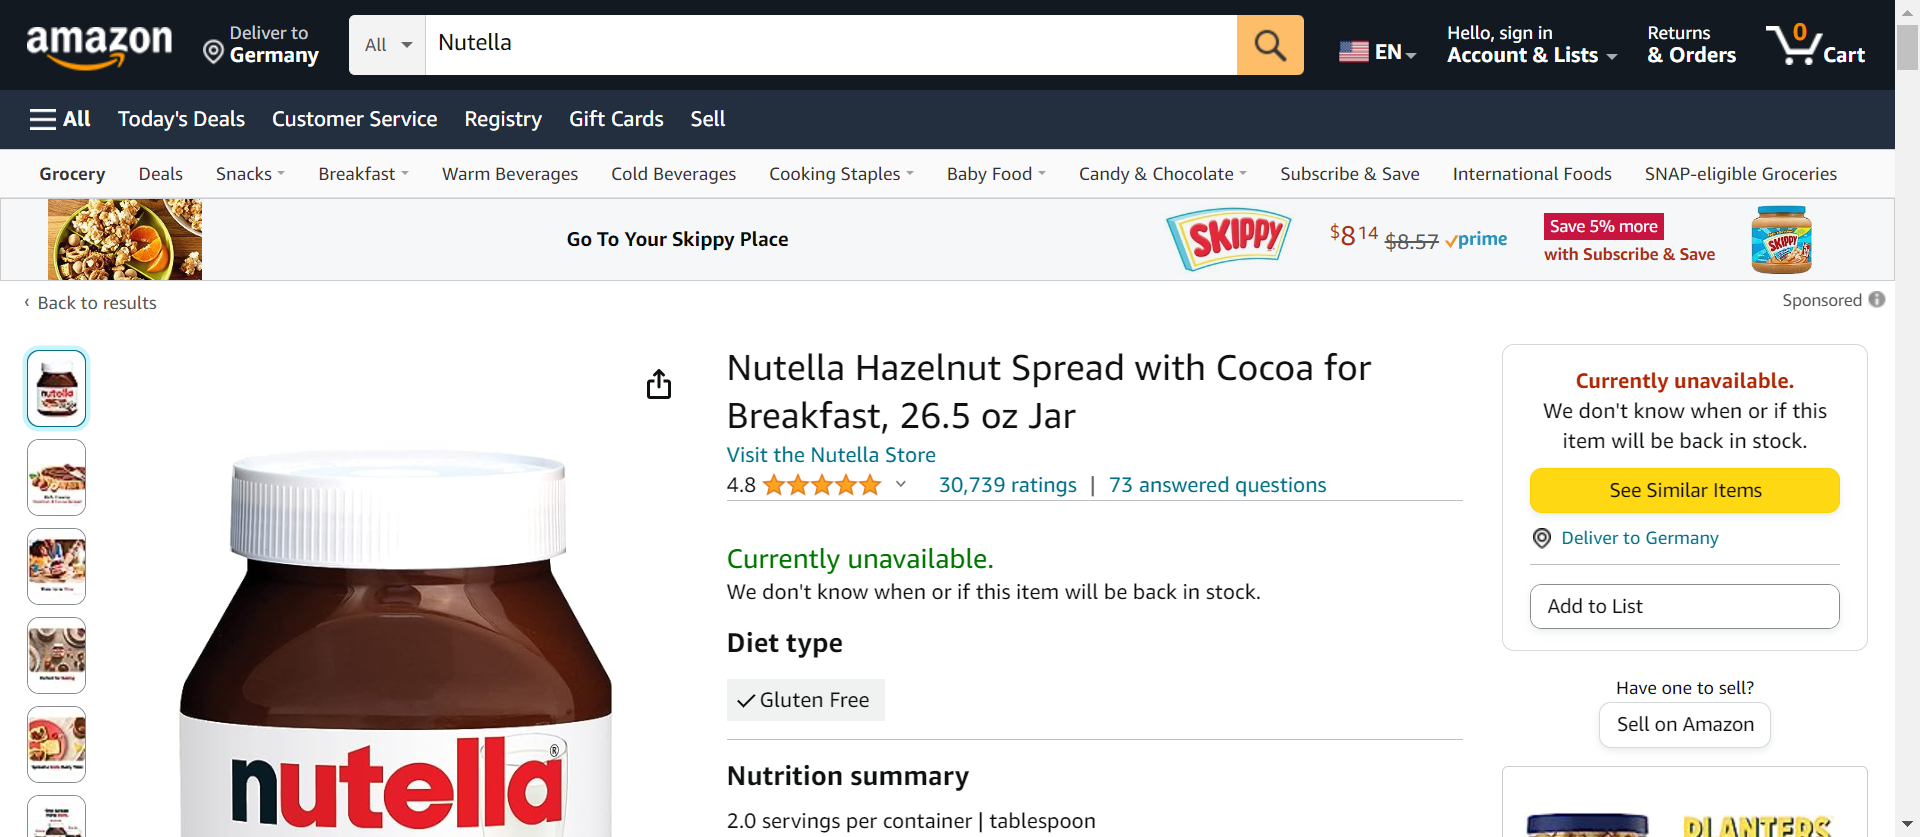 amazon
Deliver to
Germany
All
Nutella
EN
Hello, sign in
Account & Lists
Returns
& Orders
0
Cart
All
Today's Deals
Customer Service
Registry
Gift Cards
Sell
Grocery
Deals
Snacks
Breakfast
Warm Beverages
Cold Beverages
Cooking Staples
Baby Food
Candy & Chocolate
Subscribe & Save
International Foods
SNAP-eligible Groceries
Go To Your Skippy Place
SKIPPY
$8 14 $8.57 prime
Save 5% more
with Subscribe & Save
SKIPPY
‹ Back to results
Sponsored
nutella
Nutella Hazelnut Spread with Cocoa for
Breakfast, 26.5 oz Jar
Visit the Nutella Store
4.8
30,739 ratings | 73 answered questions
Currently unavailable.
We don't know when or if this item will be back in stock.
Diet type
Gluten Free
Nutrition summary
2.0 servings per container | tablespoon
nutella®
Currently unavailable.
We don't know when or if this
item will be back in stock.
See Similar Items
Deliver to Germany
Add to List
Have one to sell?
Sell on Amazon
PLANTERS